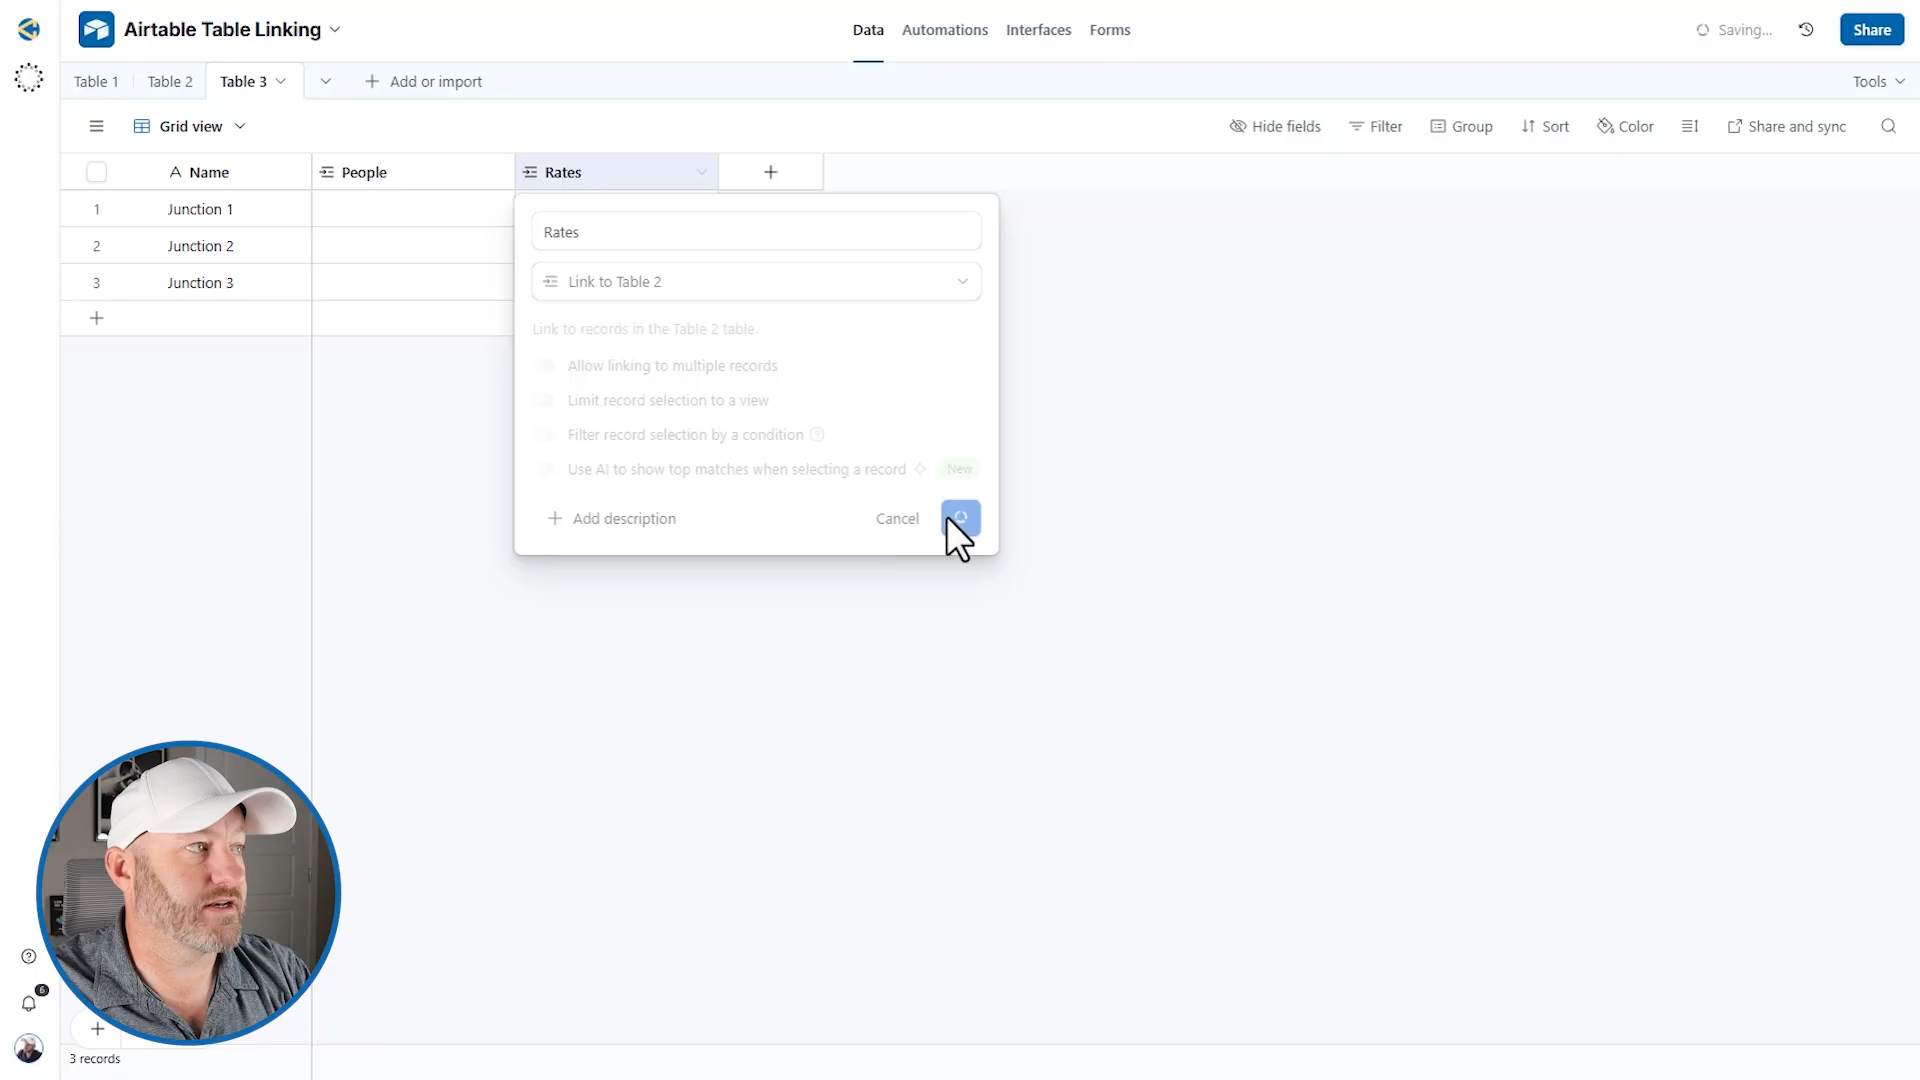 Airtable Table Linking
Data
Automations
Interfaces
Forms
Saving...
Share
Table 1
Table 2
Table 3
Add or import
Tools
Grid view
Hide fields
Filter
Group
Sort
Color
Share and sync
Name
People
Rates
1
Junction 1
2
Junction 2
3
Junction 3
Rates
Link to Table 2
Link to records in the Table 2 table.
Allow linking to multiple records
Limit record selection to a view
Filter record selection by a condition
Use AI to show top matches when selecting a record
New
Add description
Cancel
6
3 records